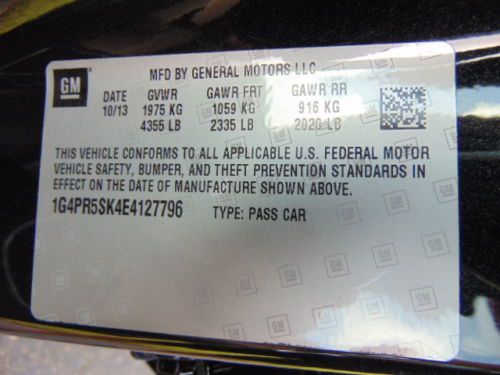 GM
MFD BY GENERAL MOTORS LLC
DATE GVWR GAWR FRT GAWR RR
10/13 1975 KG 1059 KG 916 KG
4355 LB 2335 LB 2020 LB
THIS VEHICLE CONFORMS TO ALL APPLICABLE U.S. FEDERAL MOTOR
VEHICLE SAFETY, BUMPER, AND THEFT PREVENTION STANDARDS IN
EFFECT ON THE DATE OF MANUFACTURE SHOWN ABOVE.
1G4PR5SK4E4127796 TYPE: PASS CAR